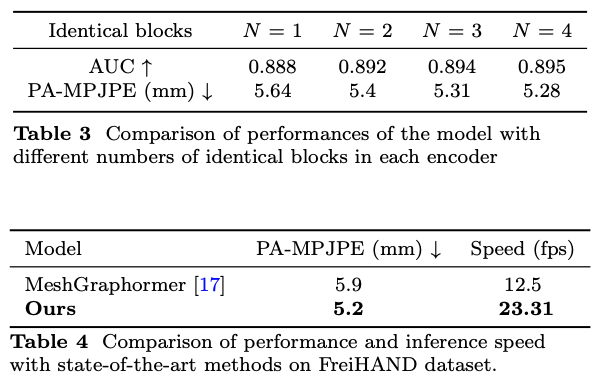 Identical blocks N = 1 N = 2 N = 3 N = 4
AUC ↑ 0.888 0.892 0.894 0.895
PA-MPJPE (mm) ↓ 5.64 5.4 5.31 5.28
Table 3 Comparison of performances of the model with
different numbers of identical blocks in each encoder
Model PA-MPJPE (mm) ↓ Speed (fps)
MeshGraphormer [17] 5.9 12.5
Ours 5.2 23.31
Table 4 Comparison of performance and inference speed
with state-of-the-art methods on FreiHAND dataset.